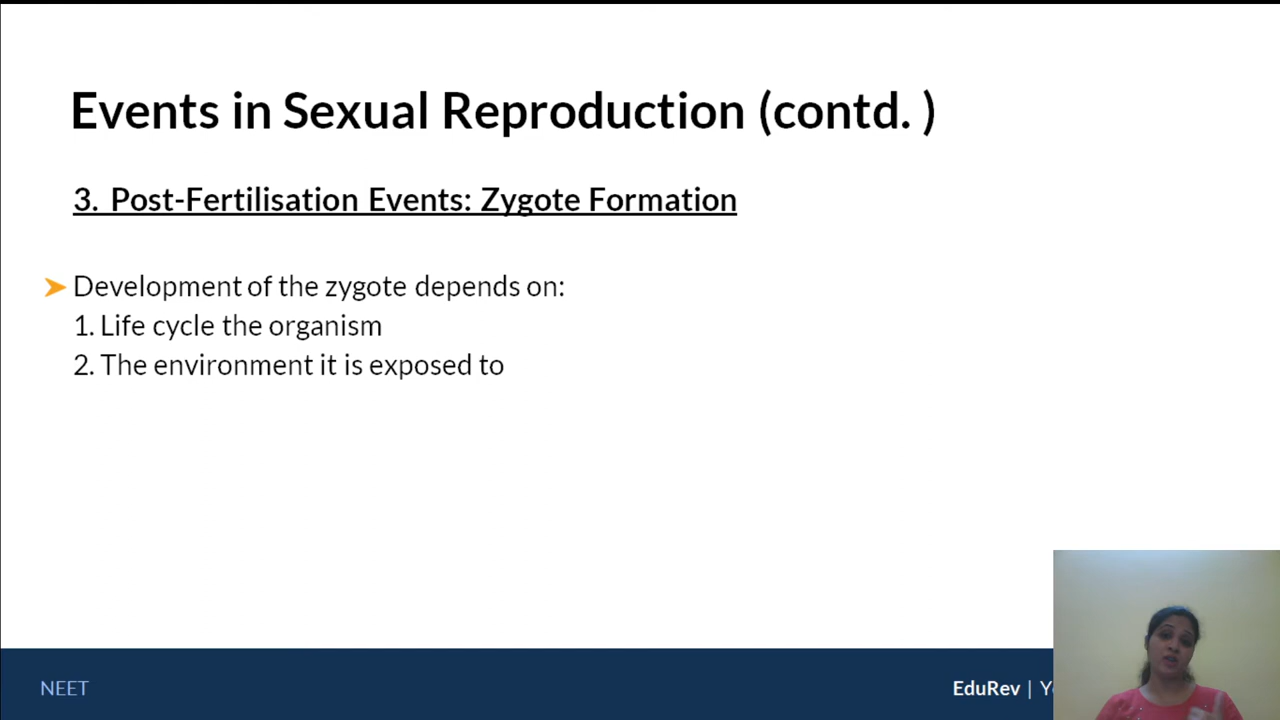 Events in Sexual Reproduction (contd. )
3. Post-Fertilisation Events: Zygote Formation
Development of the zygote depends on:
1. Life cycle the organism
2. The environment it is exposed to
NEET
EduRev |